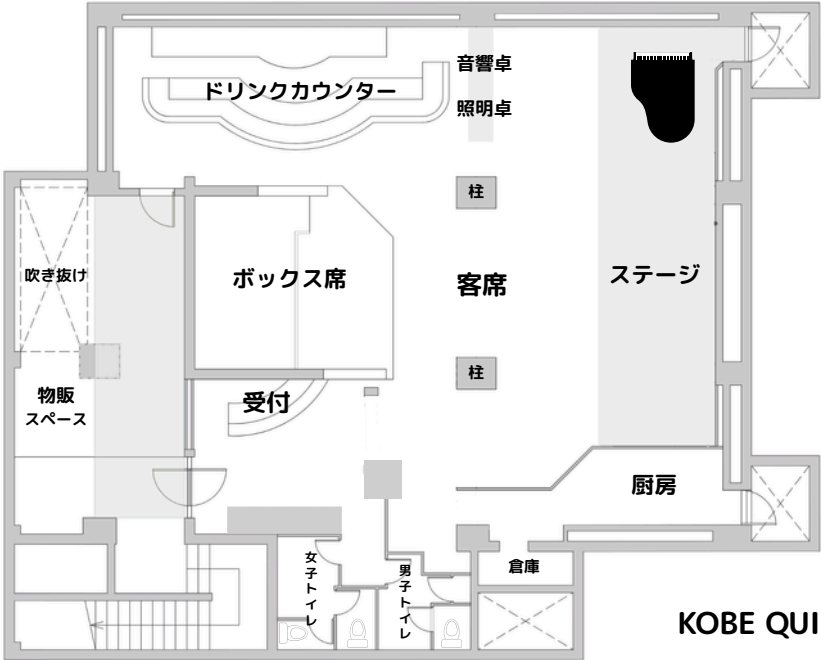 音響卓
ドリンクカウンター
照明卓
柱
吹き抜け
ボックス席
客席
ステージ
柱
物販
スペース
受付
厨房
女子トイレ
男子トイレ
倉庫
KOBE QUI